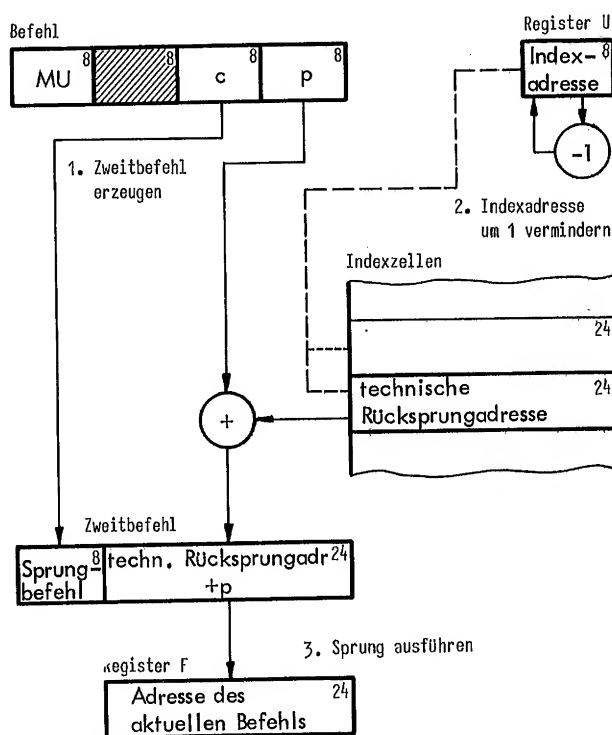 Befehl
MU 8
8
c 8
p 8
Register U
Index- 8
adresse
-1
1. Zweitbefehl
erzeugen
2. Indexadresse
um 1 vermindern
Indexzellen
24
technische 24
Rücksprungadresse
+
Zweitbefehl
Sprung- 8
befehl
techn. Rücksprungadr 24
+p
3. Sprung ausführen
Register F
Adresse des 24
aktuellen Befehls